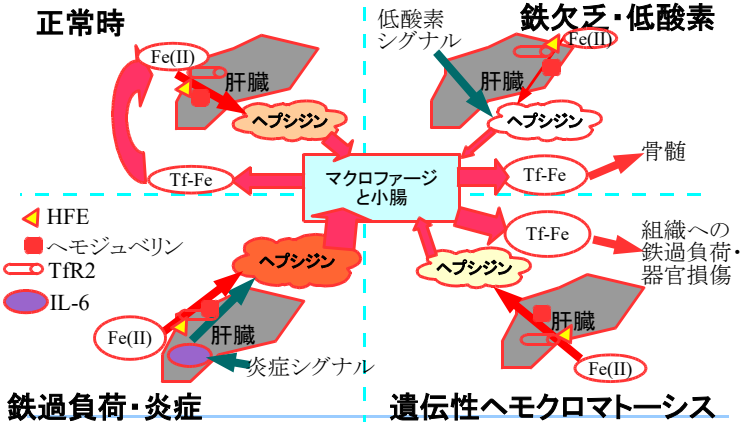 正常時
Fe(II)
肝臓
ヘプシジン
Tf-Fe
鉄欠乏・低酸素
低酸素
シグナル
Fe(II)
肝臓
ヘプシジン
Tf-Fe
骨髄
マクロファージ
と小腸
HFE
ヘモジュベリン
TfR2
IL-6
ヘプシジン
Fe(II)
肝臓
炎症シグナル
鉄過負荷・炎症
Tf-Fe
組織への
鉄過負荷・
器官損傷
ヘプシジン
肝臓
Fe(II)
遺伝性ヘモクロマトーシス